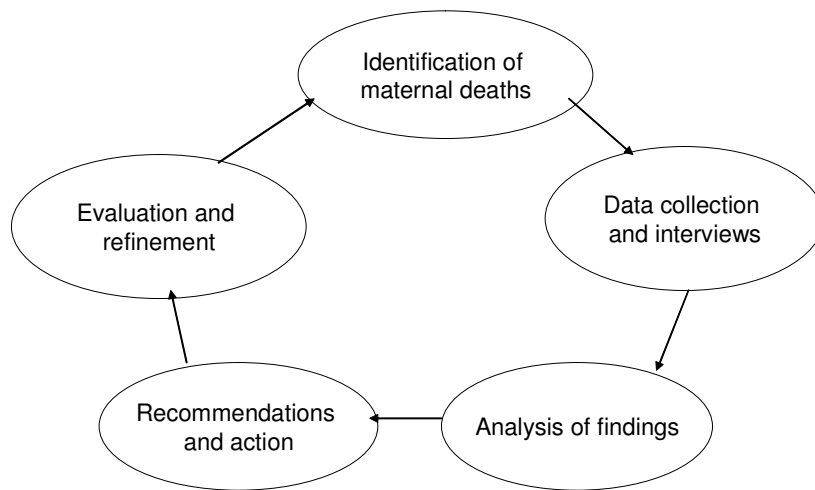 Identification of
maternal deaths
Data collection
and interviews
Analysis of findings
Recommendations
and action
Evaluation and
refinement